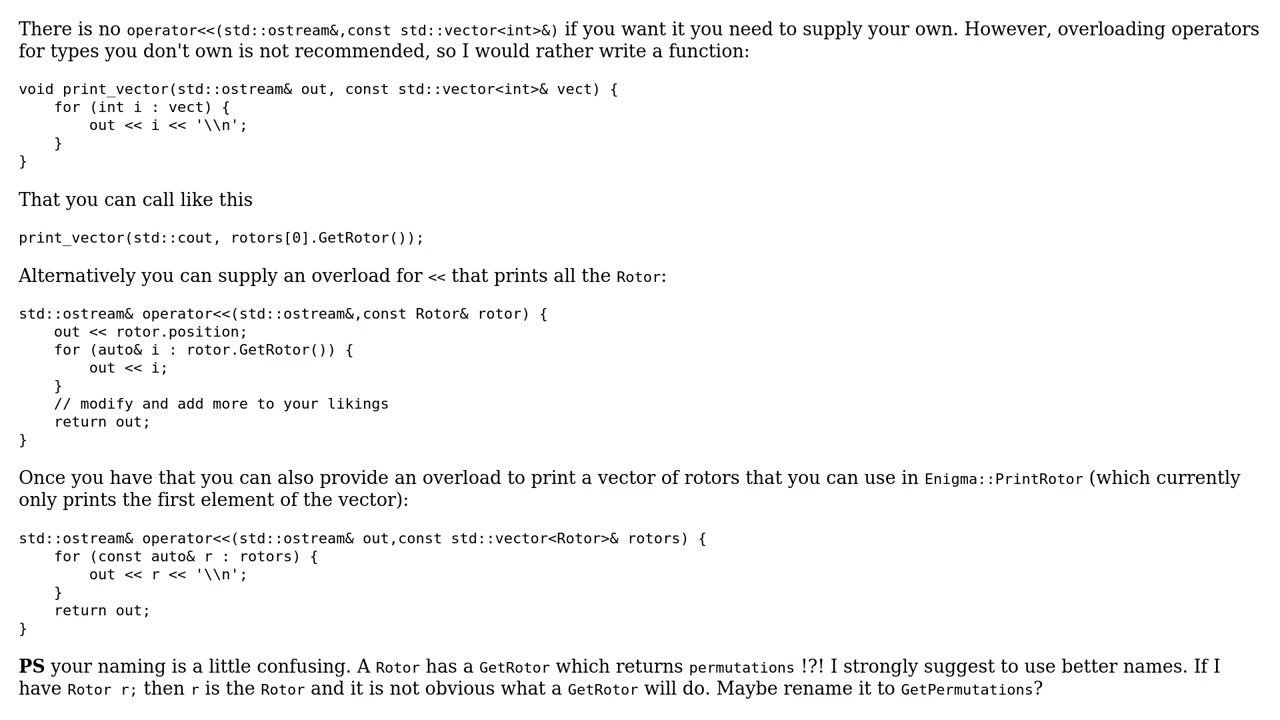 There is no operator<<(std::ostream&,const std::vector<int>&) if you want it you need to supply your own. However, overloading operators
for types you don't own is not recommended, so I would rather write a function:
void print_vector(std::ostream& out, const std::vector<int>& vect) {
    for (int i : vect) {
        out << i << '\\n';
    }
}
That you can call like this
print_vector(std::cout, rotors[0].GetRotor());
Alternatively you can supply an overload for << that prints all the Rotor:
std::ostream& operator<<(std::ostream&,const Rotor& rotor) {
    out << rotor.position;
    for (auto& i : rotor.GetRotor()) {
        out << i;
    }
    // modify and add more to your likings
    return out;
}
Once you have that you can also provide an overload to print a vector of rotors that you can use in Enigma::PrintRotor (which currently
only prints the first element of the vector):
std::ostream& operator<<(std::ostream& out,const std::vector<Rotor>& rotors) {
    for (const auto& r : rotors) {
        out << r << '\\n';
    }
    return out;
}
PS your naming is a little confusing. A Rotor has a GetRotor which returns permutations !?! I strongly suggest to use better names. If I
have Rotor r; then r is the Rotor and it is not obvious what a GetRotor will do. Maybe rename it to GetPermutations?